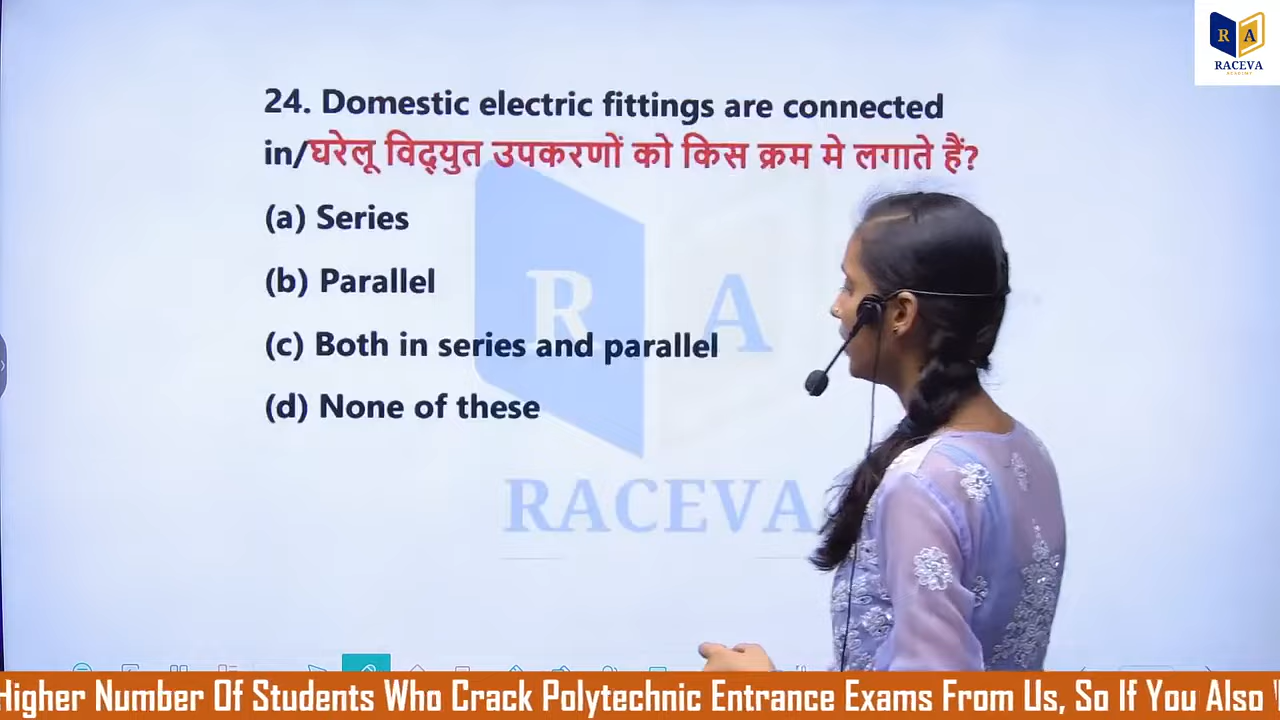 R A
RACEVA
ACADEMY
24. Domestic electric fittings are connected
in/घरेलू विद्युत उपकरणों को किस क्रम मे लगाते हैं?
(a) Series
(b) Parallel
(c) Both in series and parallel
(d) None of these
R A
RACEVA
Higher Number Of Students Who Crack Polytechnic Entrance Exams From Us, So If You Also